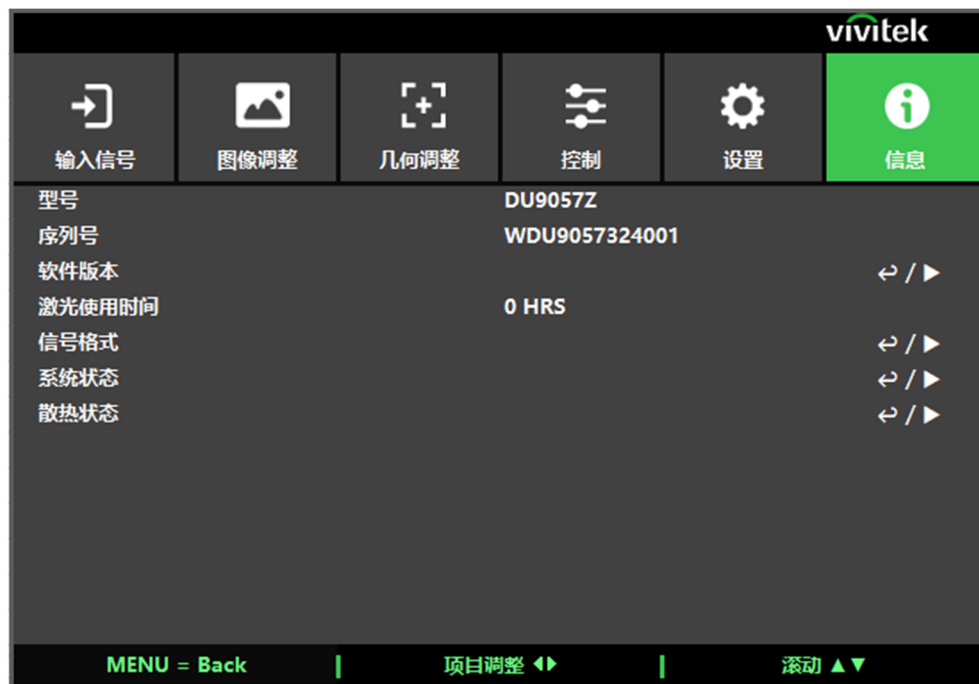 vivitek
输入信号 图像调整 几何调整 控制 设置 信息
型号 DU9057Z
序列号 WDU9057324001
软件版本 ↩ / ▶
激光使用时间 0 HRS
信号格式 ↩ / ▶
系统状态 ↩ / ▶
散热状态 ↩ / ▶
MENU = Back | 项目调整 ◀▶ | 滚动 ▲▼